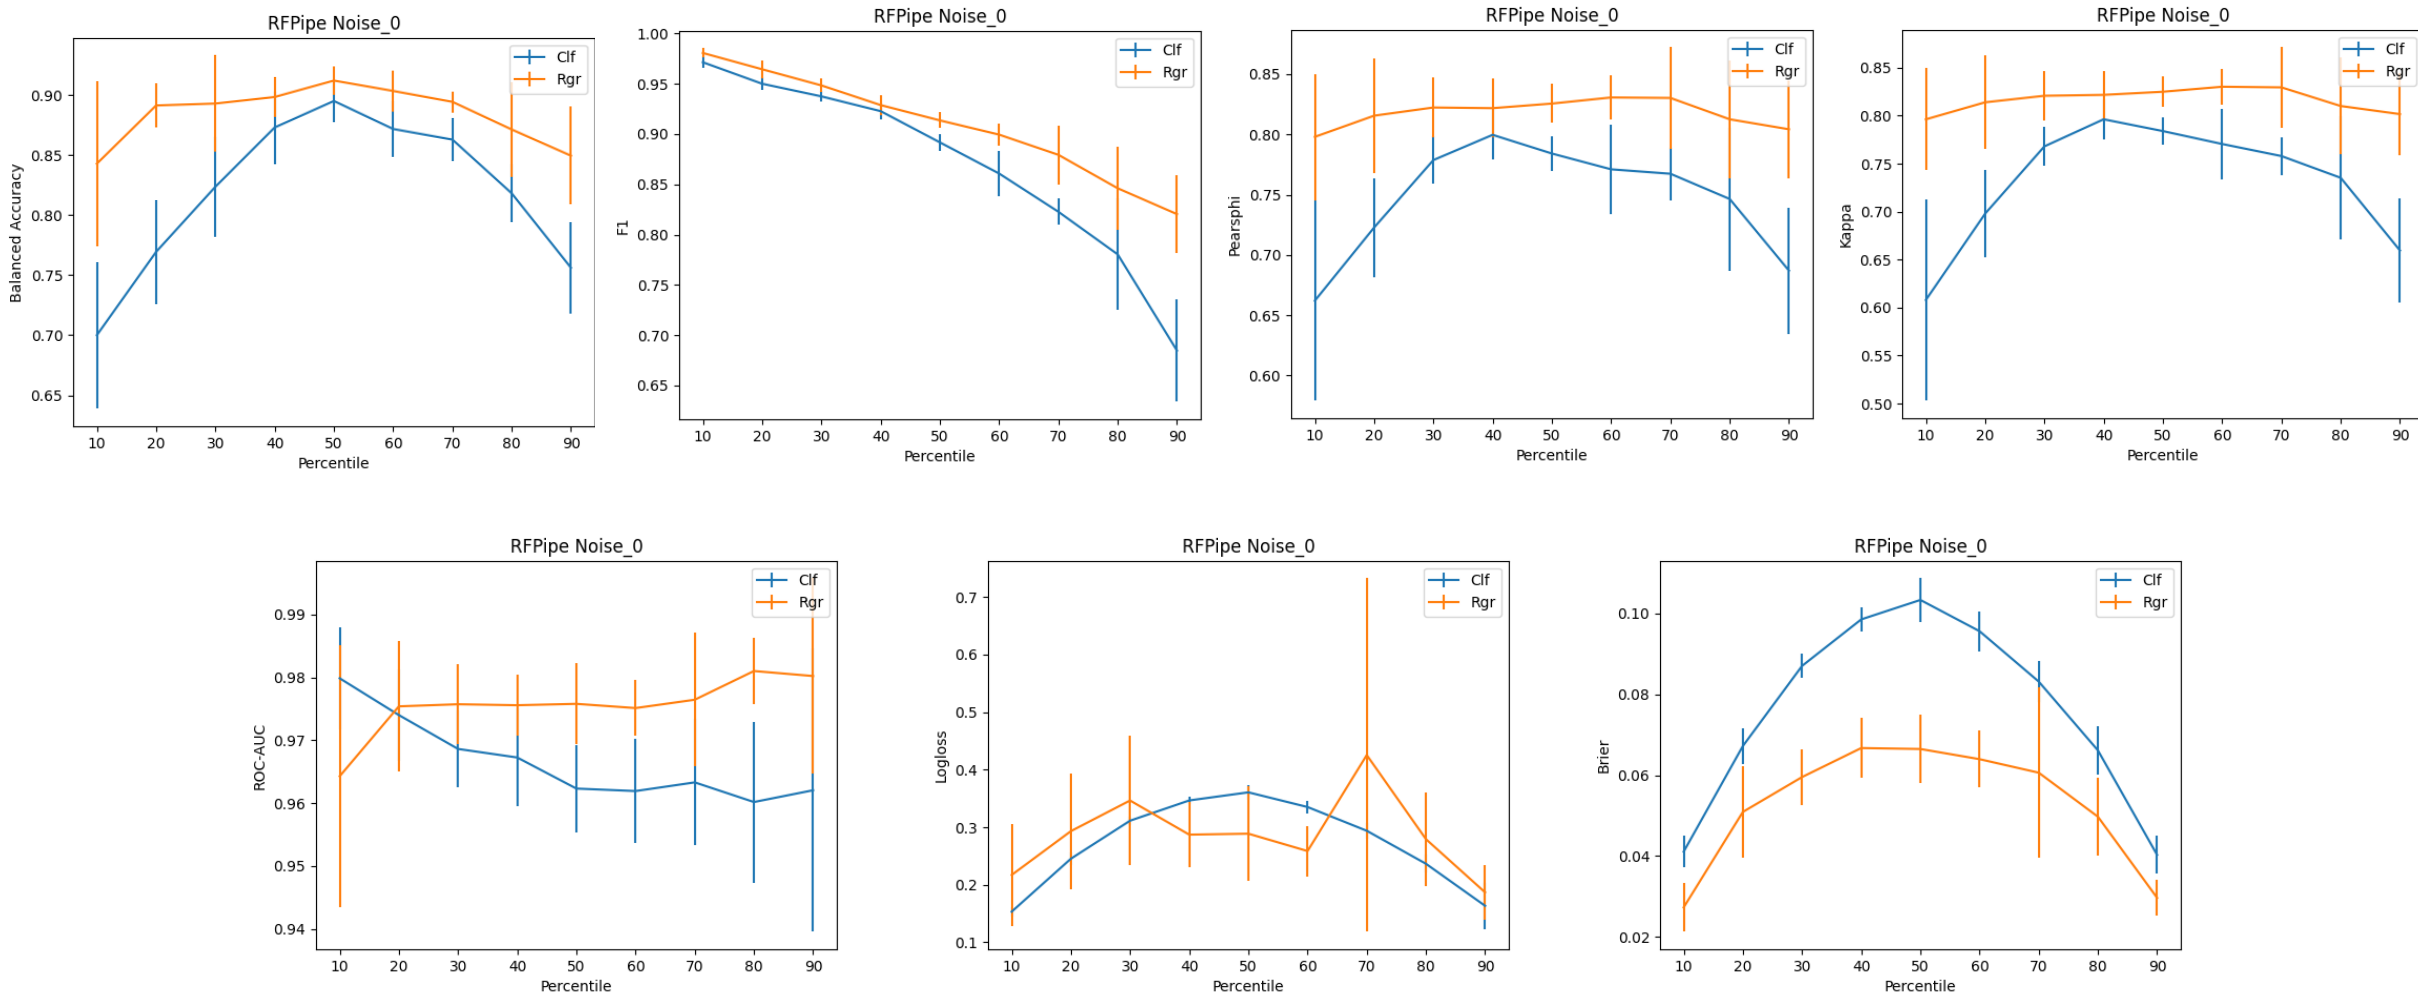 RFPipe Noise_0
Clf
Rgr
Balanced Accuracy
0.90
0.85
0.80
0.75
0.70
0.65
10 20 30 40 50 60 70 80 90
Percentile
RFPipe Noise_0
Clf
Rgr
F1
1.00
0.95
0.90
0.85
0.80
0.75
0.70
0.65
10 20 30 40 50 60 70 80 90
Percentile
RFPipe Noise_0
Clf
Rgr
Pearsphi
0.85
0.80
0.75
0.70
0.65
0.60
10 20 30 40 50 60 70 80 90
Percentile
RFPipe Noise_0
Clf
Rgr
Kappa
0.85
0.80
0.75
0.70
0.65
0.60
0.55
0.50
10 20 30 40 50 60 70 80 90
Percentile
RFPipe Noise_0
Clf
Rgr
ROC-AUC
0.99
0.98
0.97
0.96
0.95
0.94
10 20 30 40 50 60 70 80 90
Percentile
RFPipe Noise_0
Clf
Rgr
Logloss
0.7
0.6
0.5
0.4
0.3
0.2
0.1
10 20 30 40 50 60 70 80 90
Percentile
RFPipe Noise_0
Clf
Rgr
Brier
0.10
0.08
0.06
0.04
0.02
10 20 30 40 50 60 70 80 90
Percentile